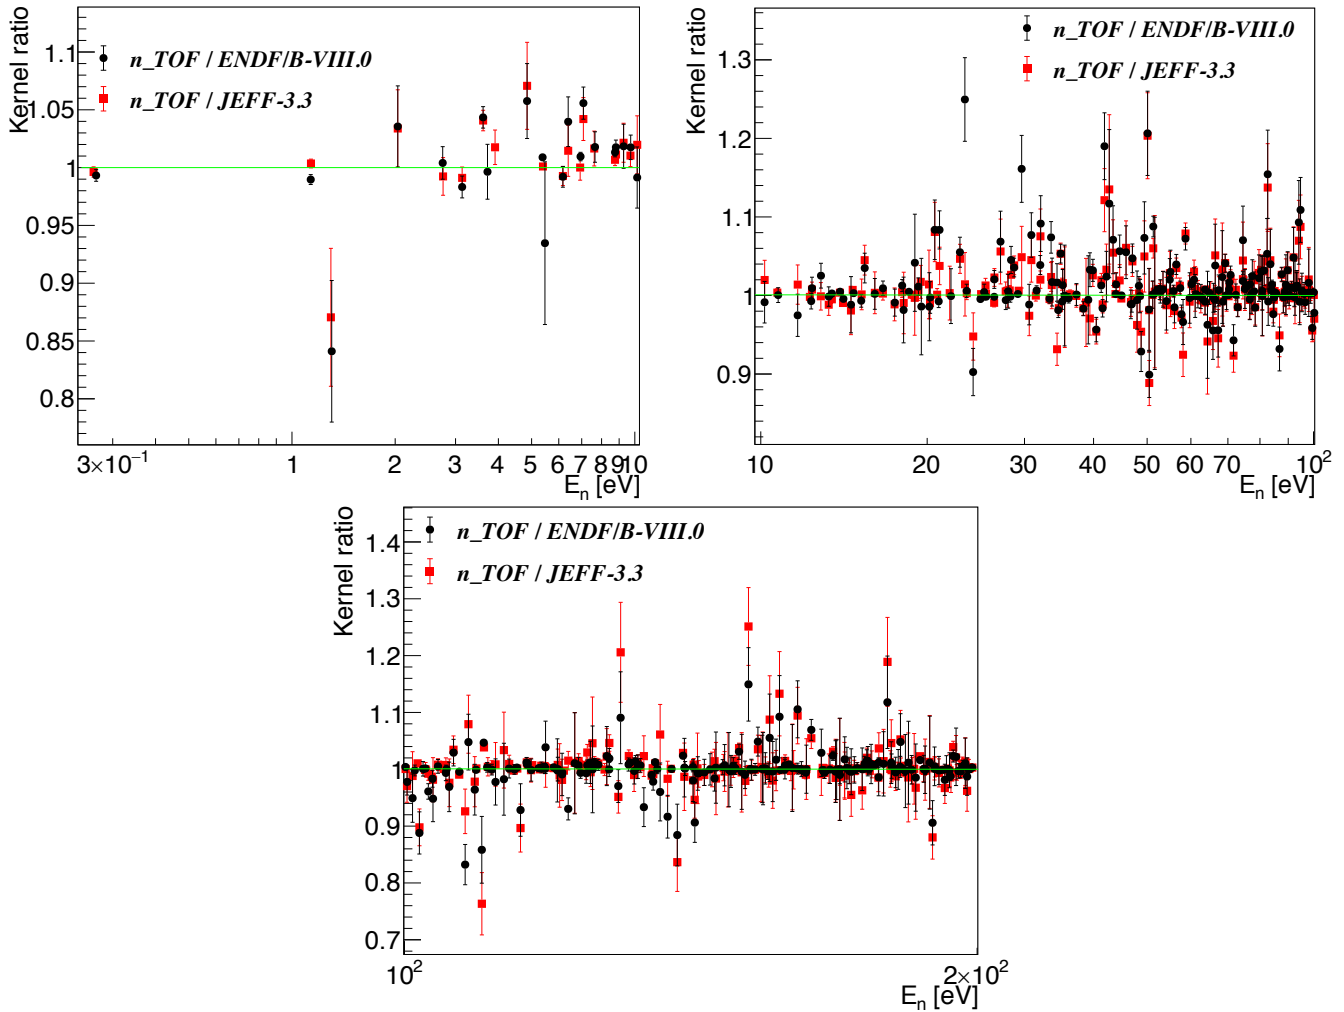 Kernel ratio
n_TOF / ENDF/B-VIII.0
n_TOF / JEFF-3.3
1.1
1.05
1
0.95
0.9
0.85
0.8
3×10⁻¹ 1 2 3 4 5 6 7 8 9 10
E_n [eV]
Kernel ratio
n_TOF / ENDF/B-VIII.0
n_TOF / JEFF-3.3
1.3
1.2
1.1
1
0.9
10 20 30 40 50 60 70 10²
E_n [eV]
Kernel ratio
n_TOF / ENDF/B-VIII.0
n_TOF / JEFF-3.3
1.4
1.3
1.2
1.1
1
0.9
0.8
0.7
10² 2×10²
E_n [eV]